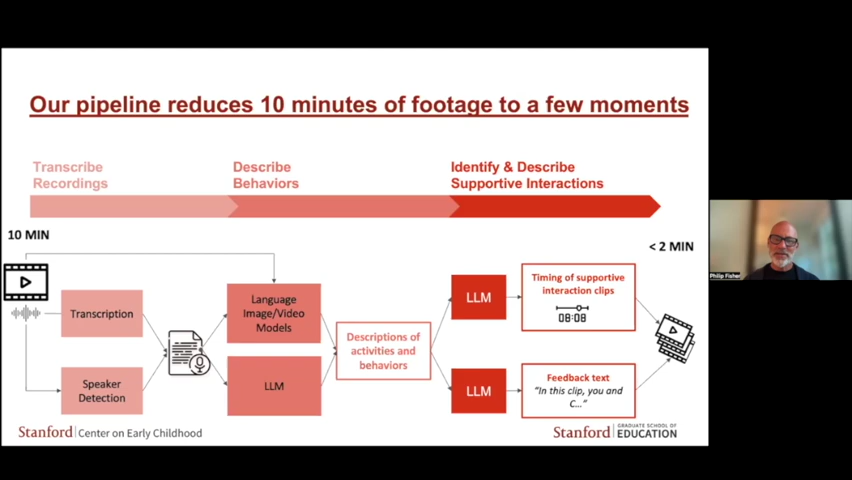 Our pipeline reduces 10 minutes of footage to a few moments
Transcribe
Recordings
Describe
Behaviors
Identify & Describe
Supportive Interactions
10 MIN
< 2 MIN
Transcription
Speaker
Detection
Language
Image/Video
Models
LLM
Descriptions of
activities and
behaviors
LLM
Timing of supportive
interaction clips
08:08
LLM
Feedback text
“In this clip, you and
C...”
Stanford | Center on Early Childhood
Stanford | GRADUATE SCHOOL OF
EDUCATION
Philip Fisher